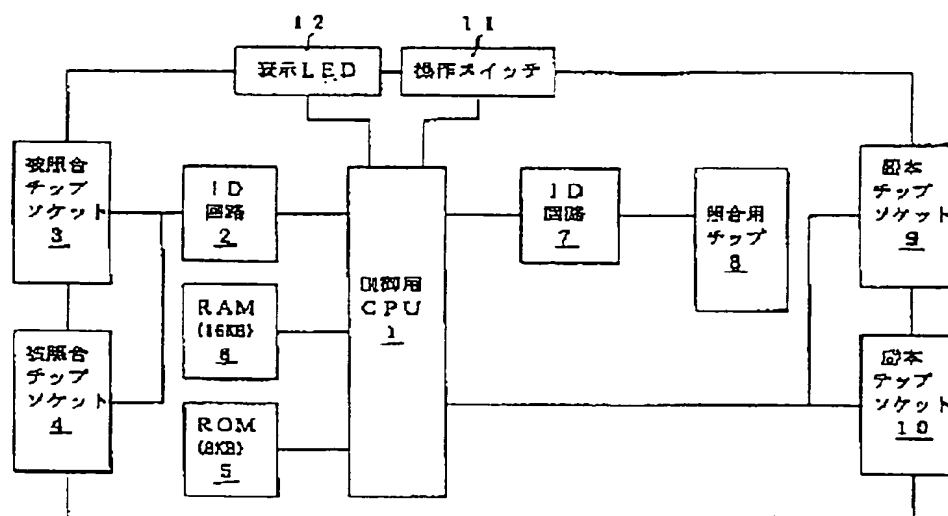 12
11
表示LED
操作スイッチ
被照合
チップ
ソケット
3
ID
回路
2
RAM
(16KB)
6
被照合
チップ
ソケット
4
ROM
(8KB)
5
制御用
CPU
1
ID
回路
7
照合用
チップ
8
チップ
ソケット
9
チップ
ソケット
10